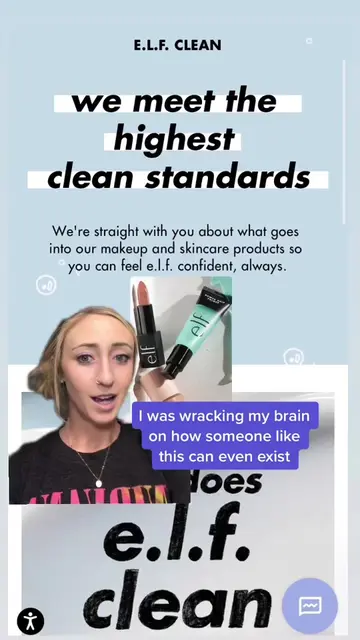 E.L.F. CLEAN
we meet the
highest
clean standards
We're straight with you about what goes
into our makeup and skincare products so
you can feel e.l.f. confident, always.
elf
elf
I was wracking my brain
on how someone like
this can even exist
does
e.l.f.
clean